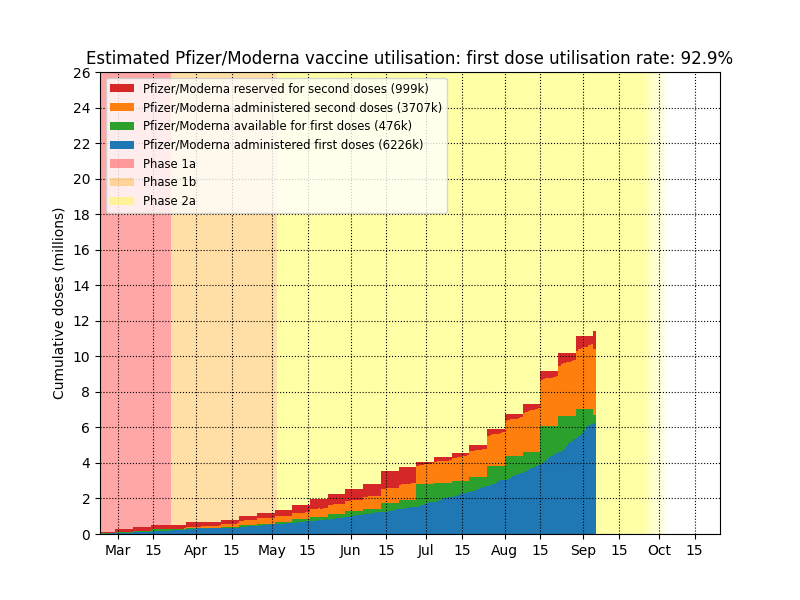 Estimated Pfizer/Moderna vaccine utilisation: first dose utilisation rate: 92.9%
26
24
22
20
18
16
14
12
10
8
6
4
2
0
Cumulative doses (millions)
Pfizer/Moderna reserved for second doses (999k)
Pfizer/Moderna administered second doses (3707k)
Pfizer/Moderna available for first doses (476k)
Pfizer/Moderna administered first doses (6226k)
Phase 1a
Phase 1b
Phase 2a
Mar 15 Apr 15 May 15 Jun 15 Jul 15 Aug 15 Sep 15 Oct 15